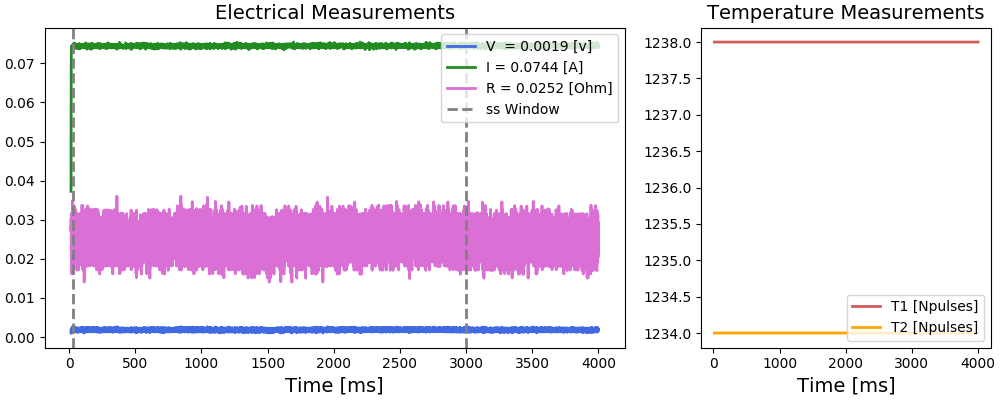 Electrical Measurements
0.07
0.06
0.05
0.04
0.03
0.02
0.01
0.00
V  = 0.0019 [v]
I = 0.0744 [A]
R = 0.0252 [Ohm]
ss Window
0 500 1000 1500 2000 2500 3000 3500 4000
Time [ms]
Temperature Measurements
1238.0
1237.5
1237.0
1236.5
1236.0
1235.5
1235.0
1234.5
1234.0
T1 [Npulses]
T2 [Npulses]
0 1000 2000 3000 4000
Time [ms]